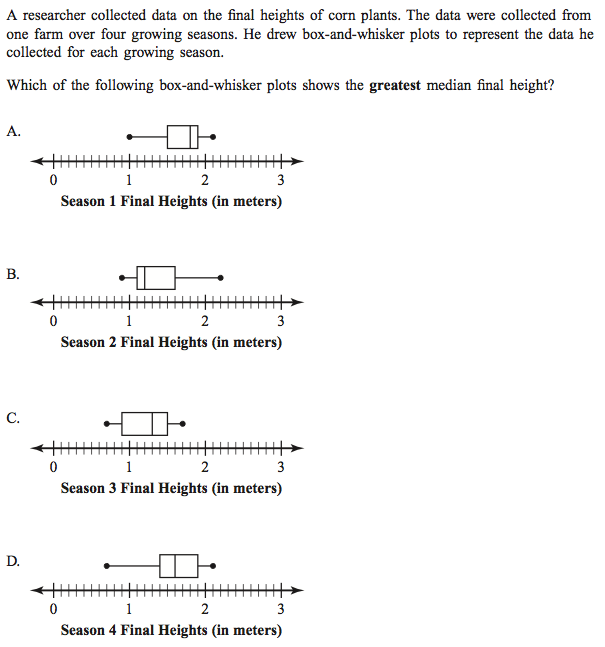 A researcher collected data on the final heights of corn plants. The data were collected from
one farm over four growing seasons. He drew box-and-whisker plots to represent the data he
collected for each growing season.
Which of the following box-and-whisker plots shows the greatest median final height?
A.
0 1 2 3
Season 1 Final Heights (in meters)
B.
0 1 2 3
Season 2 Final Heights (in meters)
C.
0 1 2 3
Season 3 Final Heights (in meters)
D.
0 1 2 3
Season 4 Final Heights (in meters)